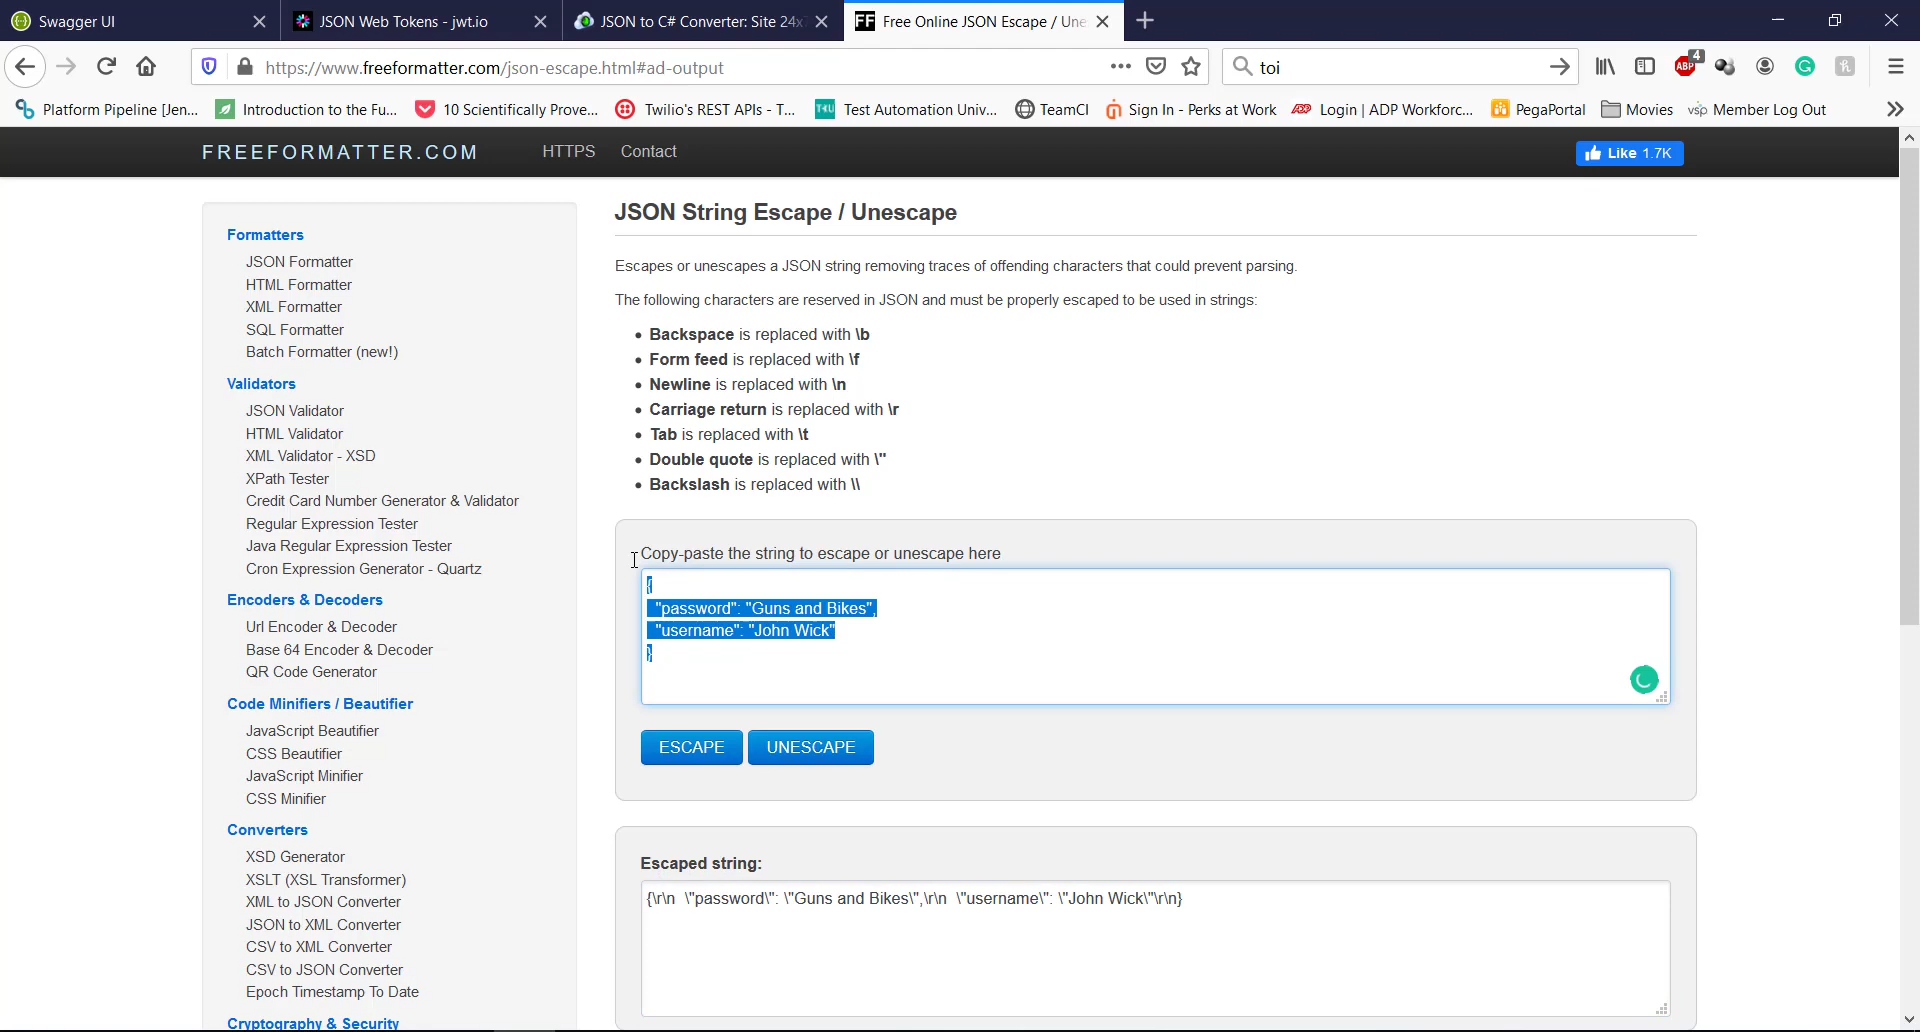 Swagger UI
JSON Web Tokens - jwt.io
JSON to C# Converter: Site 24x7
FF Free Online JSON Escape / Une
https://www.freeformatter.com/json-escape.html#ad-output
toi
ABP 4
Platform Pipeline [Jen...
Introduction to the Fu...
10 Scientifically Prove...
Twilio's REST APIs - T...
TAU Test Automation Univ...
TeamCI
Sign In - Perks at Work
ADP Login | ADP Workforc...
PegaPortal
Movies
vsp Member Log Out
FREEFORMATTER.COM
HTTPS
Contact
Like 1.7K
Formatters
JSON Formatter
HTML Formatter
XML Formatter
SQL Formatter
Batch Formatter (new!)
Validators
JSON Validator
HTML Validator
XML Validator - XSD
XPath Tester
Credit Card Number Generator & Validator
Regular Expression Tester
Java Regular Expression Tester
Cron Expression Generator - Quartz
Encoders & Decoders
Url Encoder & Decoder
Base 64 Encoder & Decoder
QR Code Generator
Code Minifiers / Beautifier
JavaScript Beautifier
CSS Beautifier
JavaScript Minifier
CSS Minifier
Converters
XSD Generator
XSLT (XSL Transformer)
XML to JSON Converter
JSON to XML Converter
CSV to XML Converter
CSV to JSON Converter
Epoch Timestamp To Date
Cryptography & Security
JSON String Escape / Unescape
Escapes or unescapes a JSON string removing traces of offending characters that could prevent parsing.
The following characters are reserved in JSON and must be properly escaped to be used in strings:
• Backspace is replaced with \b
• Form feed is replaced with \f
• Newline is replaced with \n
• Carriage return is replaced with \r
• Tab is replaced with \t
• Double quote is replaced with \"
• Backslash is replaced with \\
Copy-paste the string to escape or unescape here
{
"password": "Guns and Bikes",
"username": "John Wick"
}
ESCAPE
UNESCAPE
Escaped string:
{\r\n  \"password\": \"Guns and Bikes\",\r\n  \"username\": \"John Wick\"\r\n}